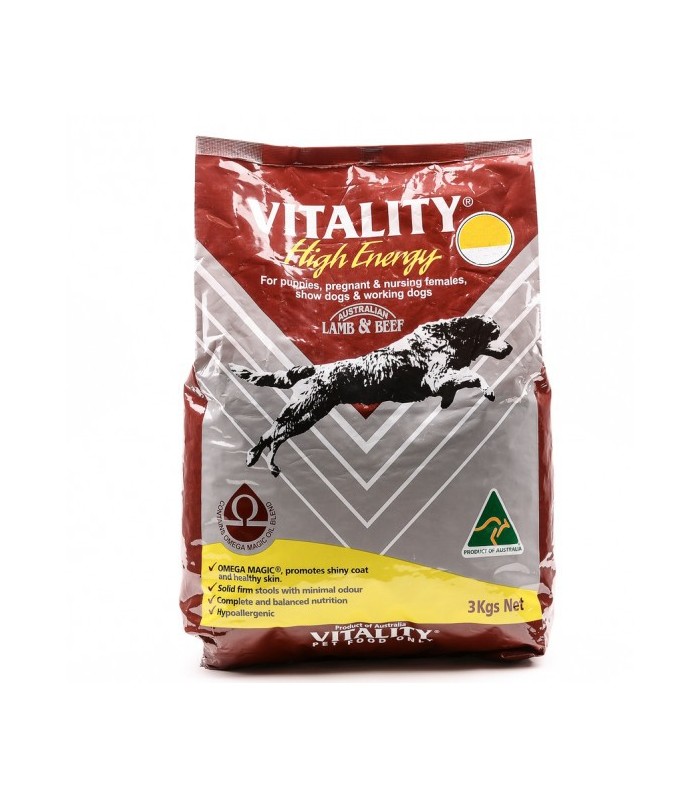 VITALITY®
High Energy
For puppies, pregnant & nursing females,
show dogs & working dogs
AUSTRALIAN
LAMB & BEEF
Ω
CONTAINS OMEGA MAGIC OIL BLEND
PRODUCT OF AUSTRALIA
✓ OMEGA MAGIC®, promotes shiny coat
and healthy skin.
✓ Solid firm stools with minimal odour
✓ Complete and balanced nutrition
✓ Hypoallergenic
3Kgs Net
Product of Australia
VITALITY®
PET FOOD ONLY